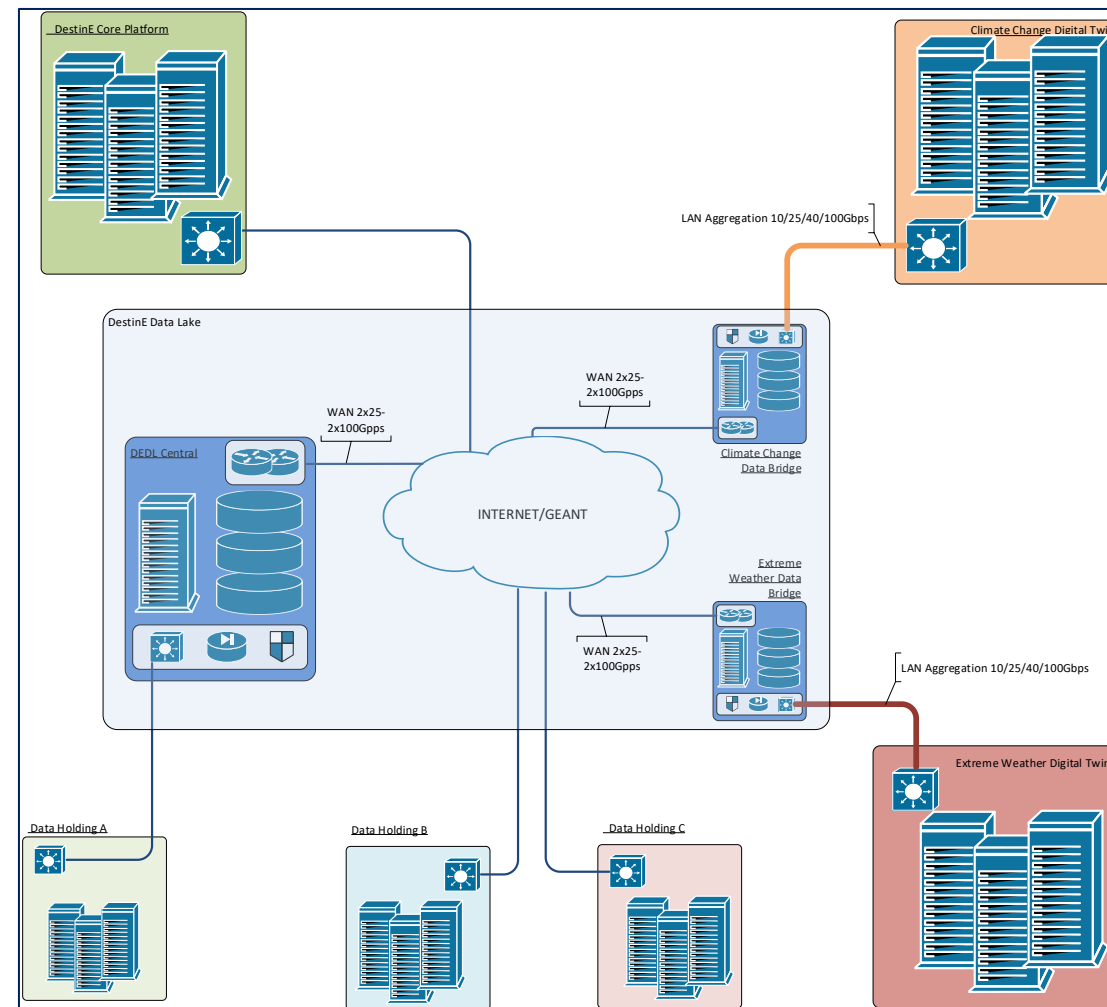 DestinE Core Platform
Climate Change Digital Twi
LAN Aggregation 10/25/40/100Gbps
DestinE Data Lake
WAN 2x25-
2x100Gpps
WAN 2x25-
2x100Gpps
DEDL Central
Climate Change
Data Bridge
INTERNET/GEANT
Extreme
Weather Data
Bridge
WAN 2x25-
2x100Gpps
LAN Aggregation 10/25/40/100Gbps
Extreme Weather Digital Twin
Data Holding A
Data Holding B
Data Holding C